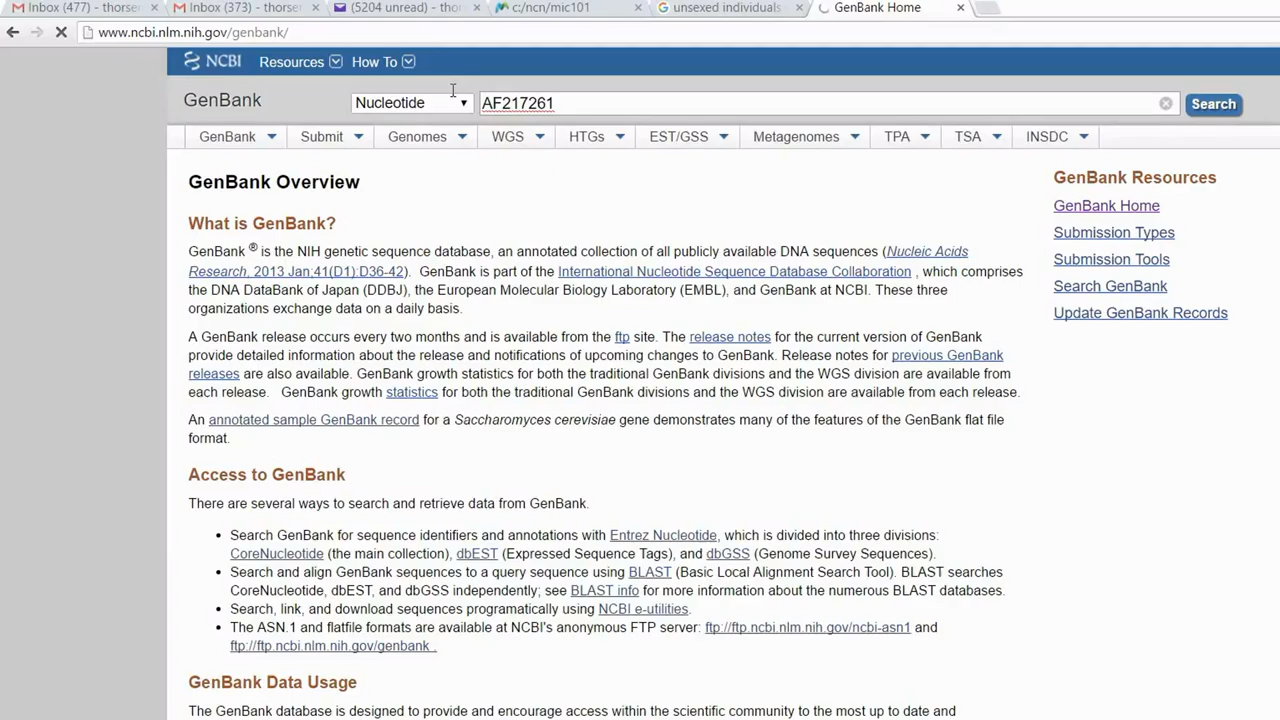 Inbox (477) - thorsen Inbox (373) - thorsen (5204 unread) - tho c:/ncn/mic101 unsexed individuals GenBank Home
www.ncbi.nlm.nih.gov/genbank/
NCBI Resources How To
GenBank Nucleotide AF217261 Search
GenBank Submit Genomes WGS HTGs EST/GSS Metagenomes TPA TSA INSDC
GenBank Overview
GenBank Resources
What is GenBank?
GenBank Home
GenBank ® is the NIH genetic sequence database, an annotated collection of all publicly available DNA sequences (Nucleic Acids
Research, 2013 Jan;41(D1):D36-42). GenBank is part of the International Nucleotide Sequence Database Collaboration , which comprises
the DNA DataBank of Japan (DDBJ), the European Molecular Biology Laboratory (EMBL), and GenBank at NCBI. These three
organizations exchange data on a daily basis.
Submission Types
Submission Tools
Search GenBank
Update GenBank Records
A GenBank release occurs every two months and is available from the ftp site. The release notes for the current version of GenBank
provide detailed information about the release and notifications of upcoming changes to GenBank. Release notes for previous GenBank
releases are also available. GenBank growth statistics for both the traditional GenBank divisions and the WGS division are available from
each release. GenBank growth statistics for both the traditional GenBank divisions and the WGS division are available from each release.
An annotated sample GenBank record for a Saccharomyces cerevisiae gene demonstrates many of the features of the GenBank flat file
format.
Access to GenBank
There are several ways to search and retrieve data from GenBank.
• Search GenBank for sequence identifiers and annotations with Entrez Nucleotide, which is divided into three divisions:
CoreNucleotide (the main collection), dbEST (Expressed Sequence Tags), and dbGSS (Genome Survey Sequences).
• Search and align GenBank sequences to a query sequence using BLAST (Basic Local Alignment Search Tool). BLAST searches
CoreNucleotide, dbEST, and dbGSS independently; see BLAST info for more information about the numerous BLAST databases.
• Search, link, and download sequences programatically using NCBI e-utilities.
• The ASN.1 and flatfile formats are available at NCBI's anonymous FTP server: ftp://ftp.ncbi.nlm.nih.gov/ncbi-asn1 and
ftp://ftp.ncbi.nlm.nih.gov/genbank
GenBank Data Usage
The GenBank database is designed to provide and encourage access within the scientific community to the most up to date and